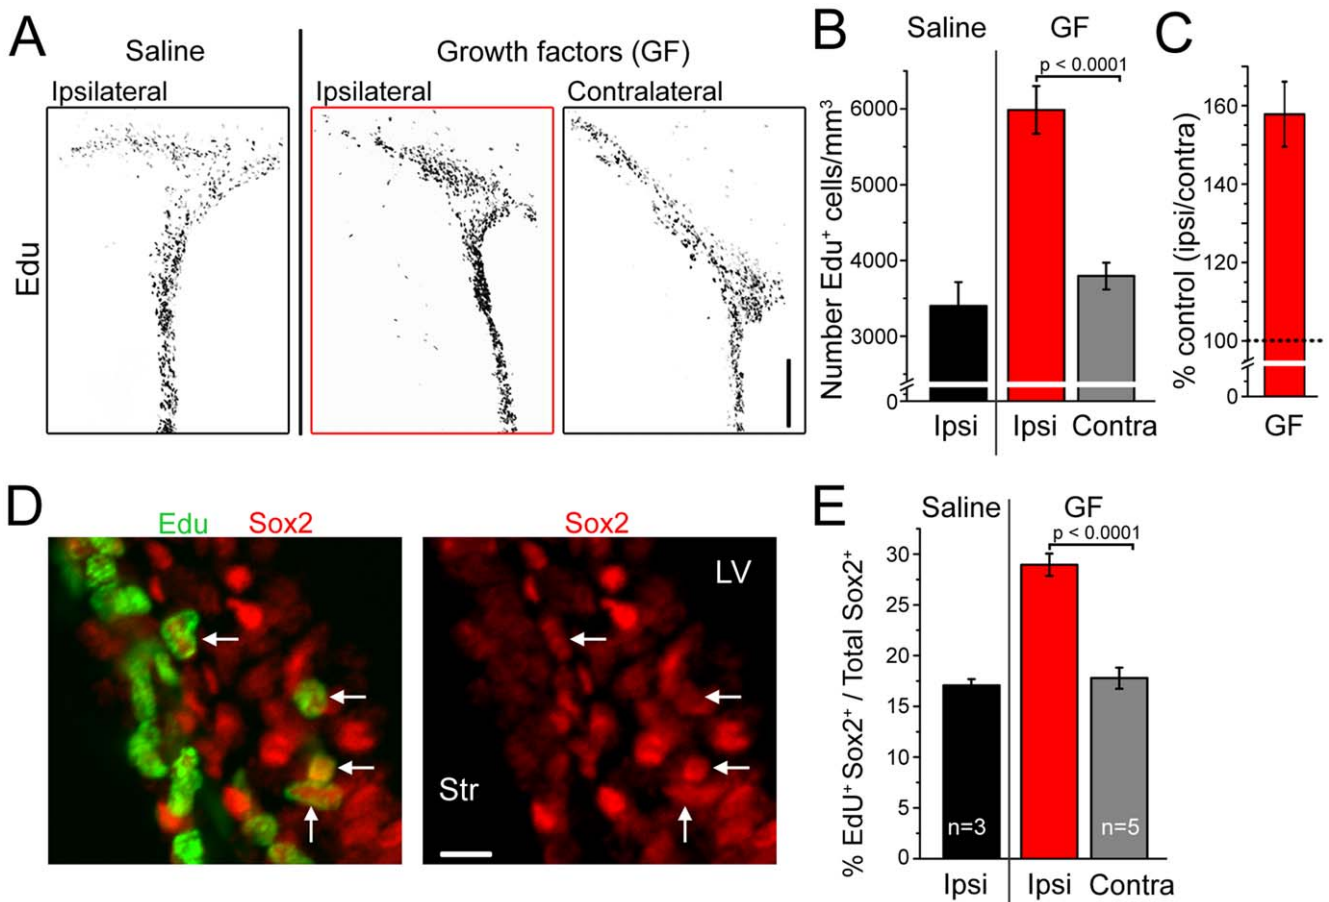 A
Saline
Growth factors (GF)
Ipsilateral
Ipsilateral
Contralateral
Edu
B
Saline
GF
p < 0.0001
Number Edu⁺ cells/mm³
6000
5000
4000
3000
0
Ipsi
Ipsi
Contra
C
% control (ipsi/contra)
160
140
120
100
0
GF
D
Edu
Sox2
Sox2
LV
Str
E
Saline
GF
p < 0.0001
% EdU⁺ Sox2⁺ / Total Sox2⁺
30
25
20
15
10
5
0
n=3
n=5
Ipsi
Ipsi
Contra